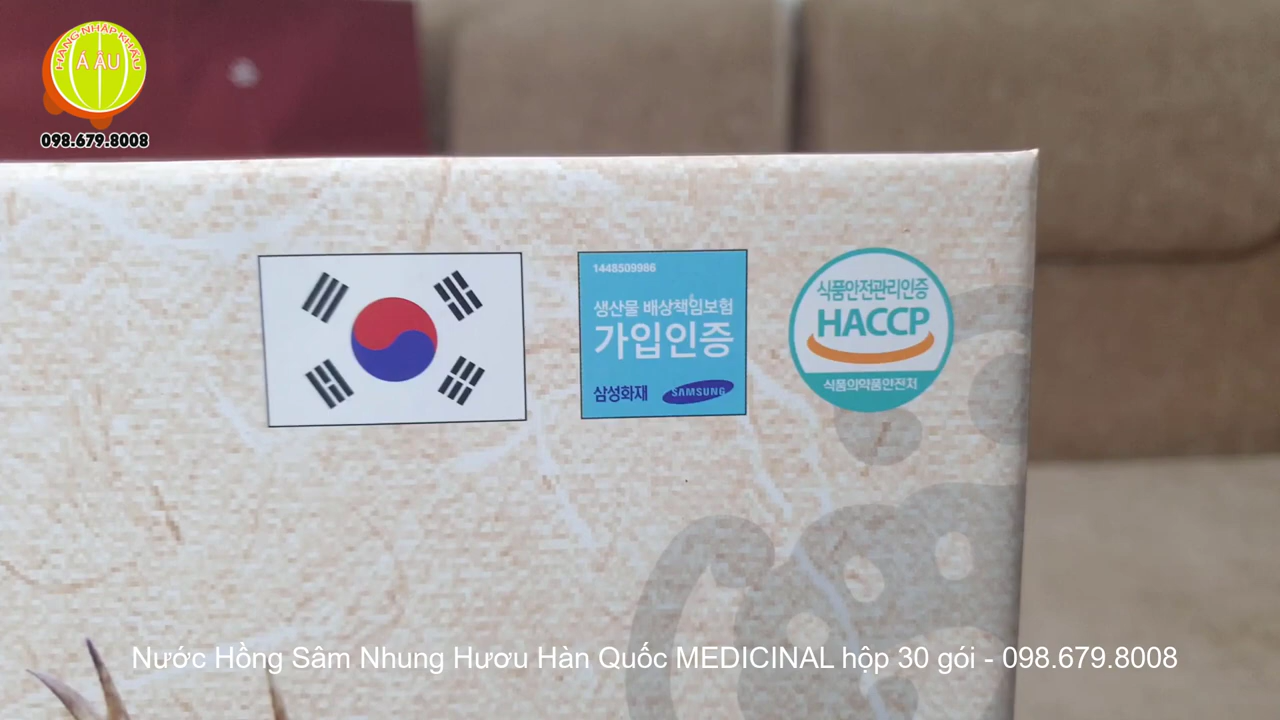 HÀNG NHẬP KHẨU
Á ÂU
098.679.8008
1448509986
생산물 배상책임보험
가입인증
삼성화재 SAMSUNG
식품안전관리인증
HACCP
식품의약품안전처
Nước Hồng Sâm Nhung Hươu Hàn Quốc MEDICINAL hộp 30 gói - 098.679.8008